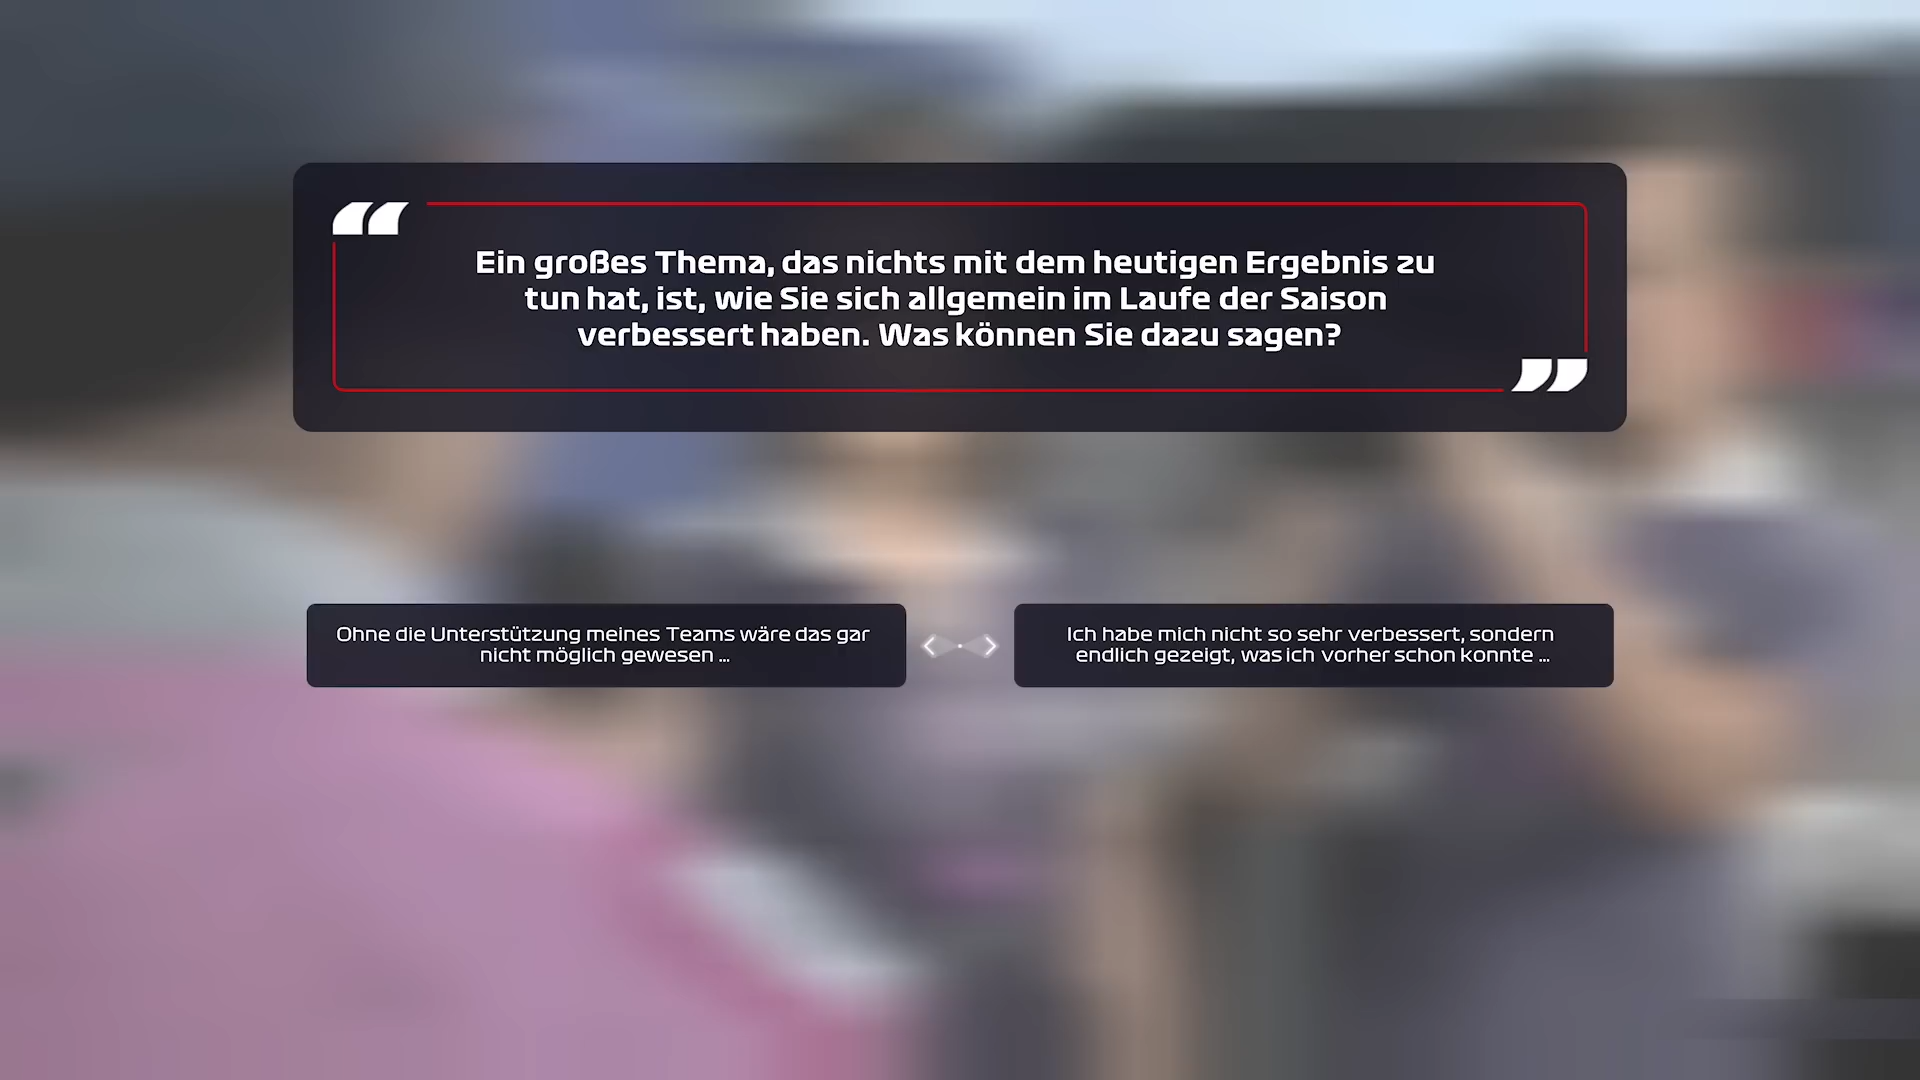 Ein großes Thema, das nichts mit dem heutigen Ergebnis zu
tun hat, ist, wie Sie sich allgemein im Laufe der Saison
verbessert haben. Was können Sie dazu sagen?
Ohne die Unterstützung meines Teams wäre das gar
nicht möglich gewesen ...
Ich habe mich nicht so sehr verbessert, sondern
endlich gezeigt, was ich vorher schon konnte ...